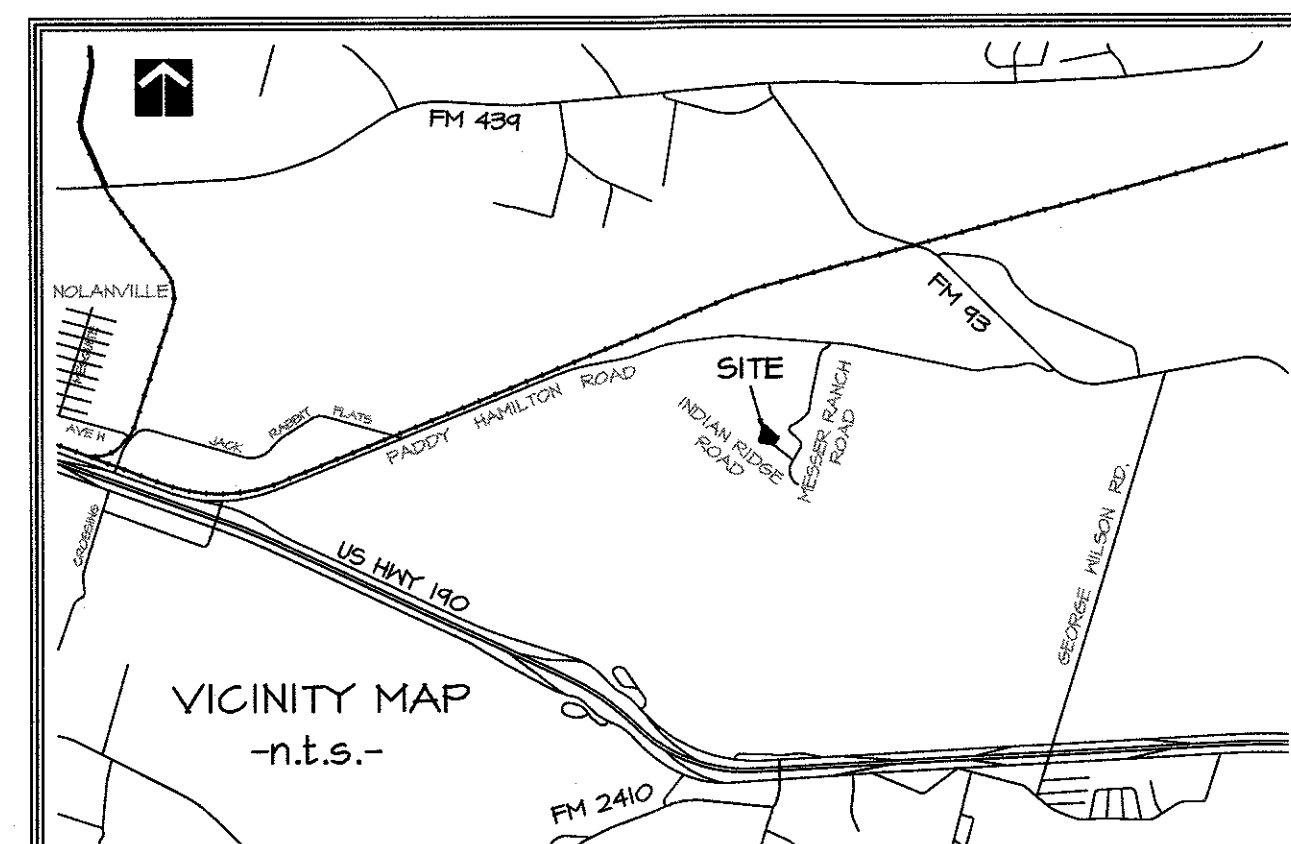 FM 439
NOLANVILLE
MESQUITE
FM 93
SITE
AVE H
JACK RABBIT FLATS
PADDY HAMILTON ROAD
INDIAN RIDGE
ROAD
MESSER RANCH
ROAD
CROSSING
US HWY 190
GEORGE WILSON RD.
VICINITY MAP
-n.t.s.-
FM 2410